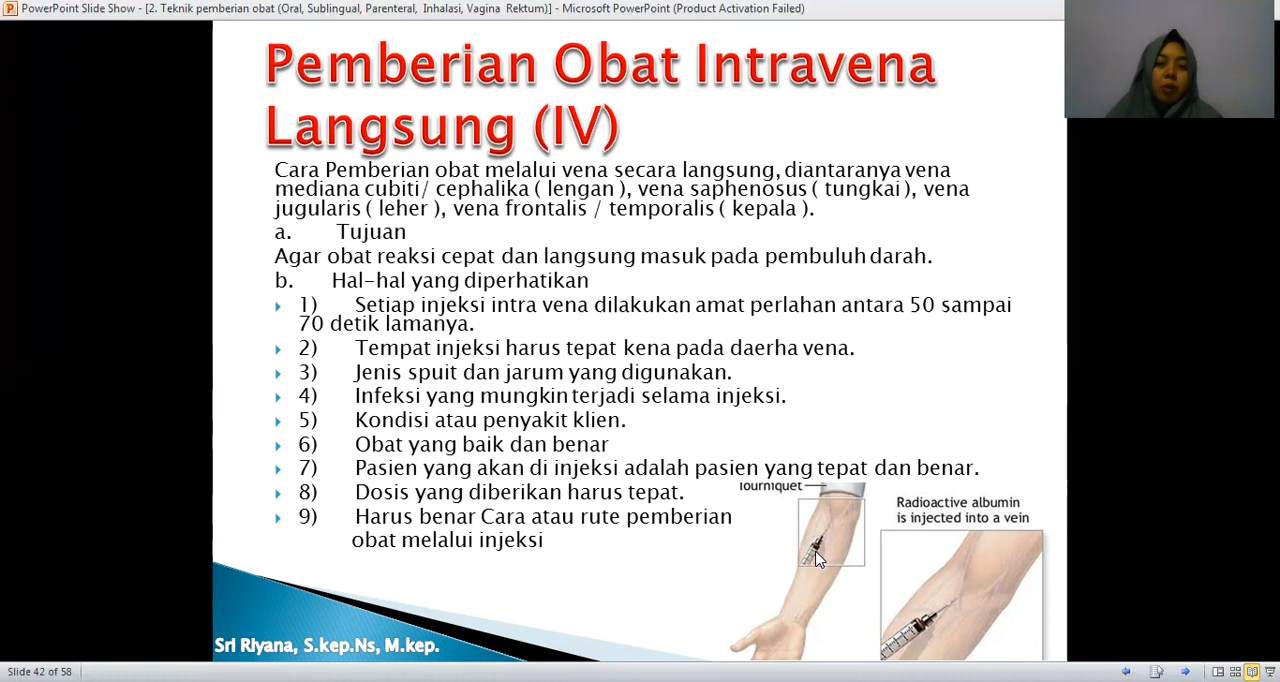 PowerPoint Slide Show - [2. Teknik pemberian obat (Oral, Sublingual, Parenteral, Inhalasi, Vagina Rektum)] - Microsoft PowerPoint (Product Activation Failed)
Pemberian Obat Intravena
Langsung (IV)
Cara Pemberian obat melalui vena secara langsung, diantaranya vena
mediana cubiti/ cephalika ( lengan ), vena saphenosus ( tungkai ), vena
jugularis ( leher ), vena frontalis / temporalis ( kepala ).
a. Tujuan
Agar obat reaksi cepat dan langsung masuk pada pembuluh darah.
b. Hal-hal yang diperhatikan
1) Setiap injeksi intra vena dilakukan amat perlahan antara 50 sampai
70 detik lamanya.
2) Tempat injeksi harus tepat kena pada daerha vena.
3) Jenis spuit dan jarum yang digunakan.
4) Infeksi yang mungkin terjadi selama injeksi.
5) Kondisi atau penyakit klien.
6) Obat yang baik dan benar
7) Pasien yang akan di injeksi adalah pasien yang tepat dan benar.
8) Dosis yang diberikan harus tepat.
9) Harus benar Cara atau rute pemberian
obat melalui injeksi
Tourniquet
Radioactive albumin
is injected into a vein
Sri Riyana, S.kep.Ns, M.kep.
Slide 42 of 58